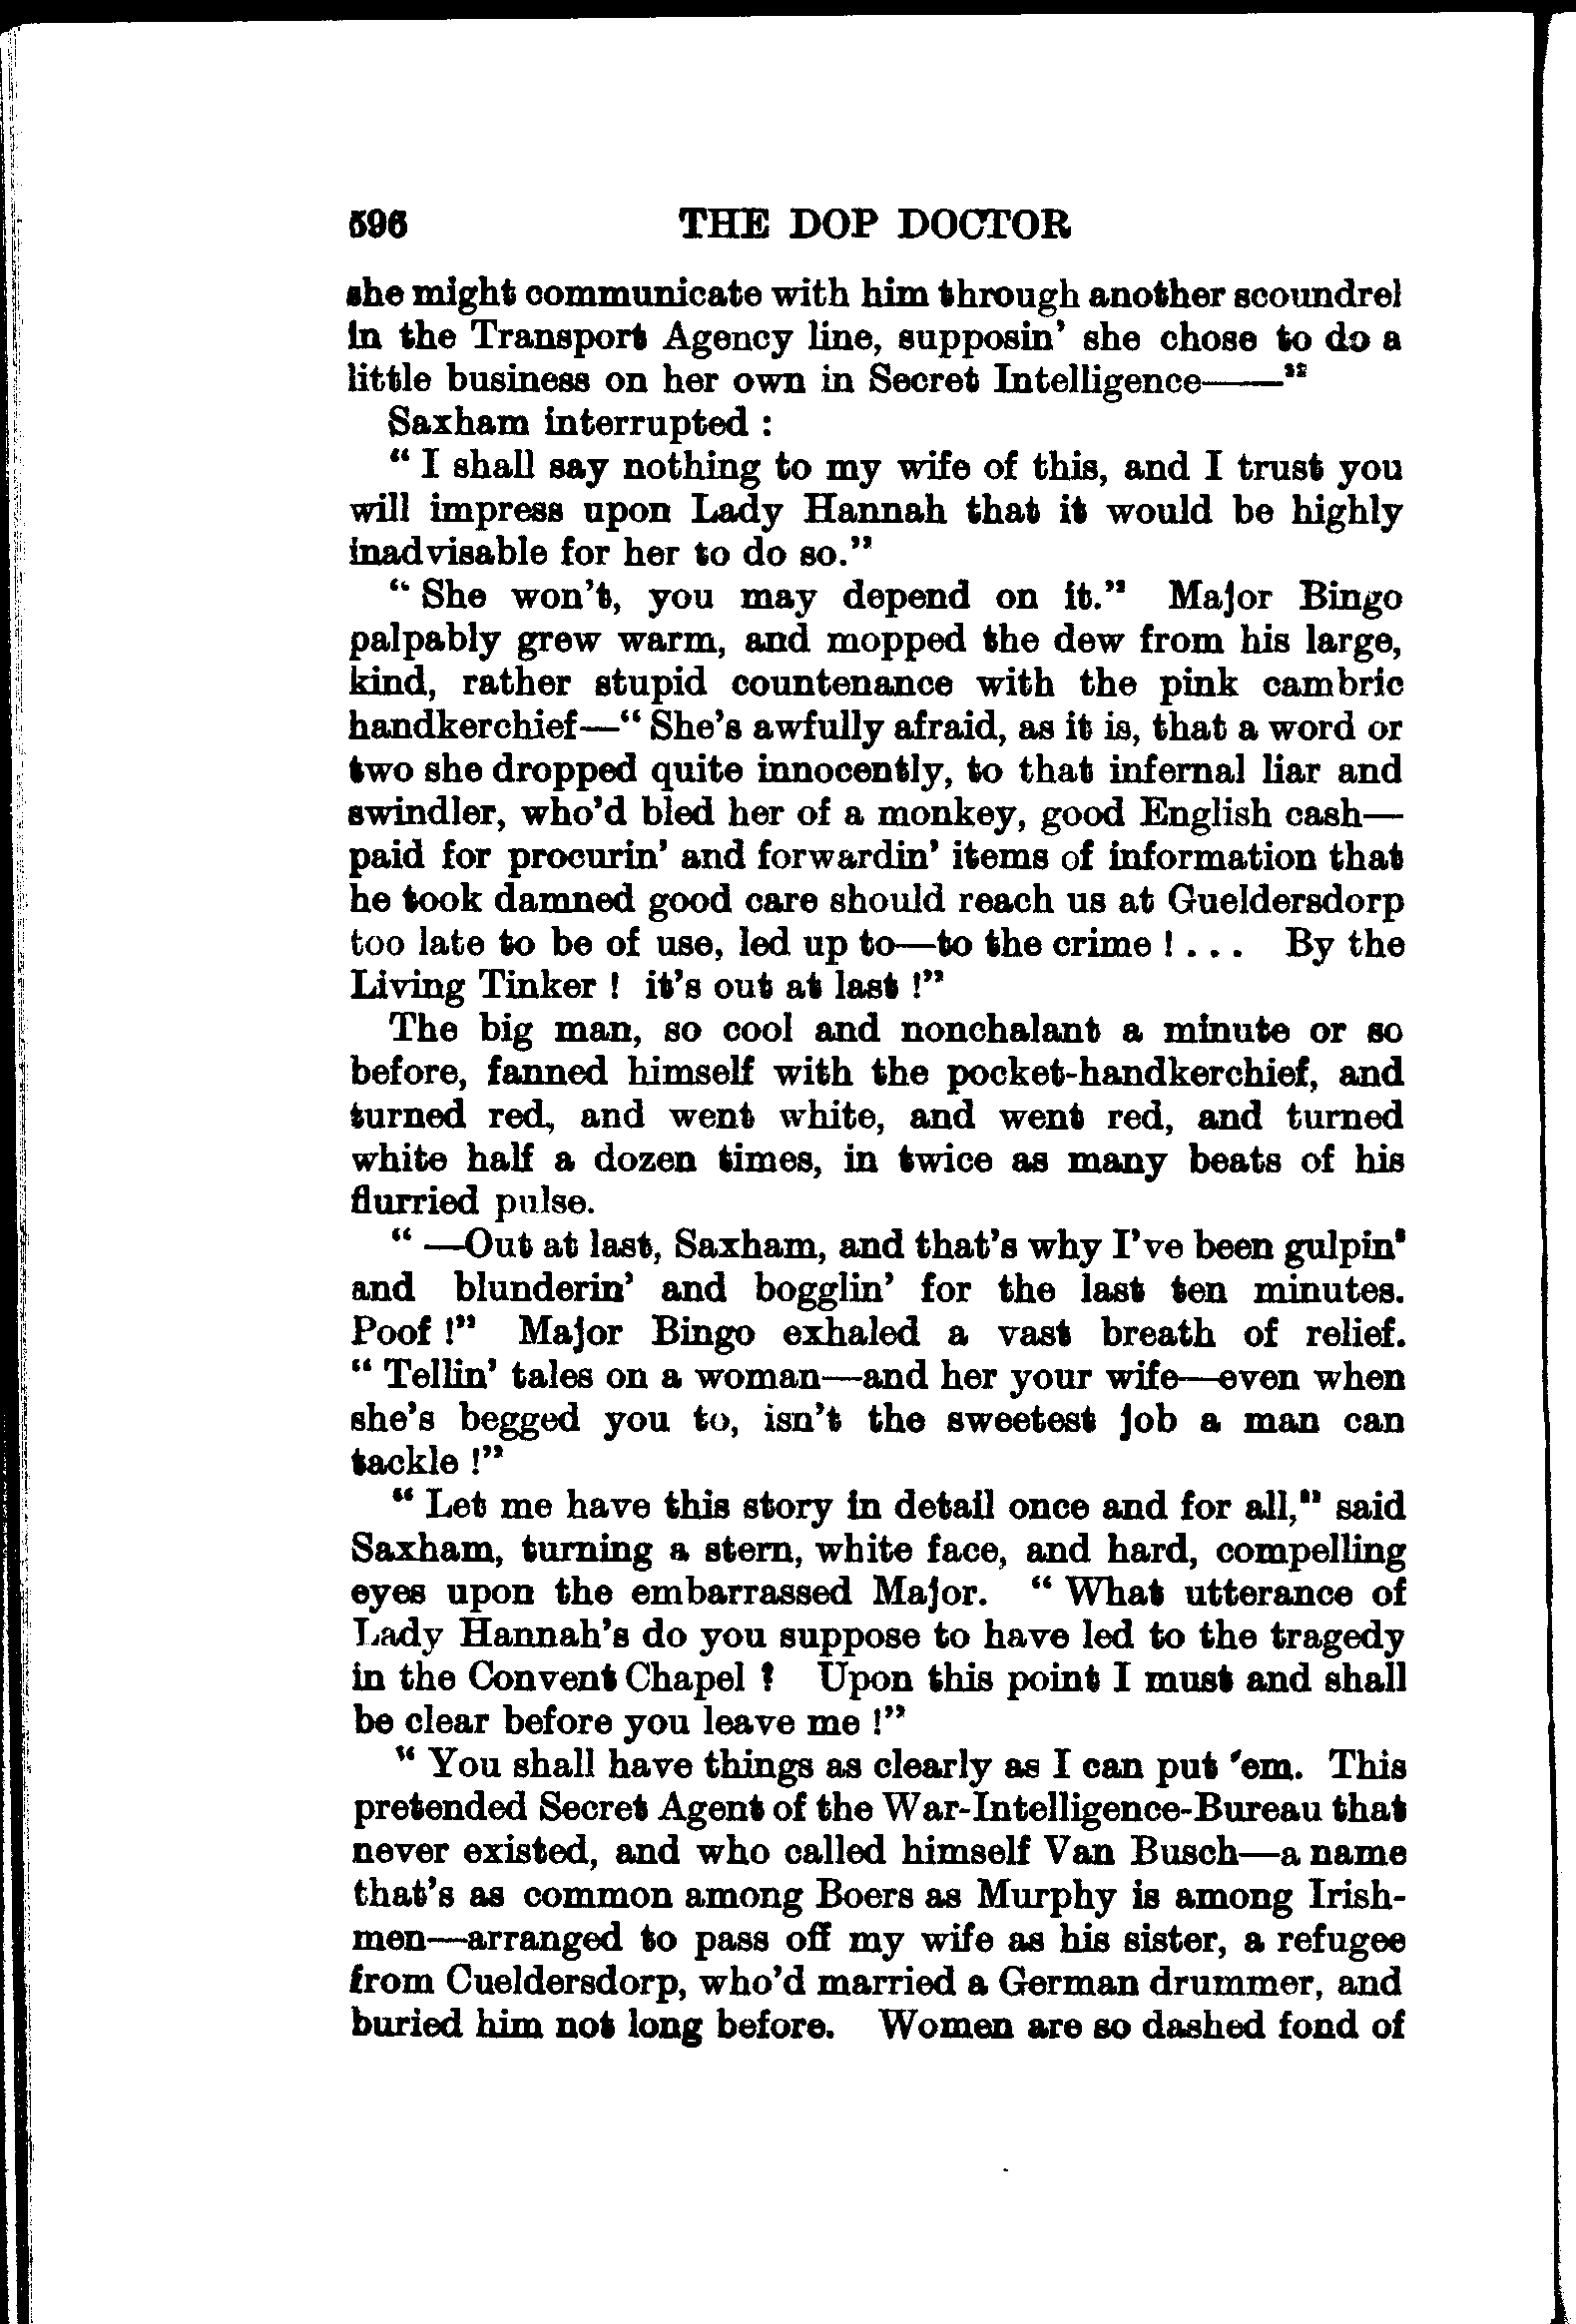 596 THE DOP DOCTOR
she might communicate with him through another scoundrel
in the Transport Agency line, supposin' she chose to do a
little business on her own in Secret Intelligence——"
Saxham interrupted :
" I shall say nothing to my wife of this, and I trust you
will impress upon Lady Hannah that it would be highly
inadvisable for her to do so."
" She won't, you may depend on it." Major Bingo
palpably grew warm, and mopped the dew from his large,
kind, rather stupid countenance with the pink cambric
handkerchief—" She's awfully afraid, as it is, that a word or
two she dropped quite innocently, to that infernal liar and
swindler, who'd bled her of a monkey, good English cash—
paid for procurin' and forwardin' items of information that
he took damned good care should reach us at Gueldersdorp
too late to be of use, led up to—to the crime ! . . . By the
Living Tinker ! it's out at last !"
The big man, so cool and nonchalant a minute or so
before, fanned himself with the pocket-handkerchief, and
turned red, and went white, and went red, and turned
white half a dozen times, in twice as many beats of his
flurried pulse.
" —Out at last, Saxham, and that's why I've been gulpin'
and blunderin' and bogglin' for the last ten minutes.
Poof !" Major Bingo exhaled a vast breath of relief.
" Tellin' tales on a woman—and her your wife—even when
she's begged you to, isn't the sweetest job a man can
tackle !"
" Let me have this story in detail once and for all," said
Saxham, turning a stern, white face, and hard, compelling
eyes upon the embarrassed Major. " What utterance of
Lady Hannah's do you suppose to have led to the tragedy
in the Convent Chapel ? Upon this point I must and shall
be clear before you leave me !"
" You shall have things as clearly as I can put 'em. This
pretended Secret Agent of the War-Intelligence-Bureau that
never existed, and who called himself Van Busch—a name
that's as common among Boers as Murphy is among Irish-
men—arranged to pass off my wife as his sister, a refugee
from Cueldersdorp, who'd married a German drummer, and
buried him not long before. Women are so dashed fond of